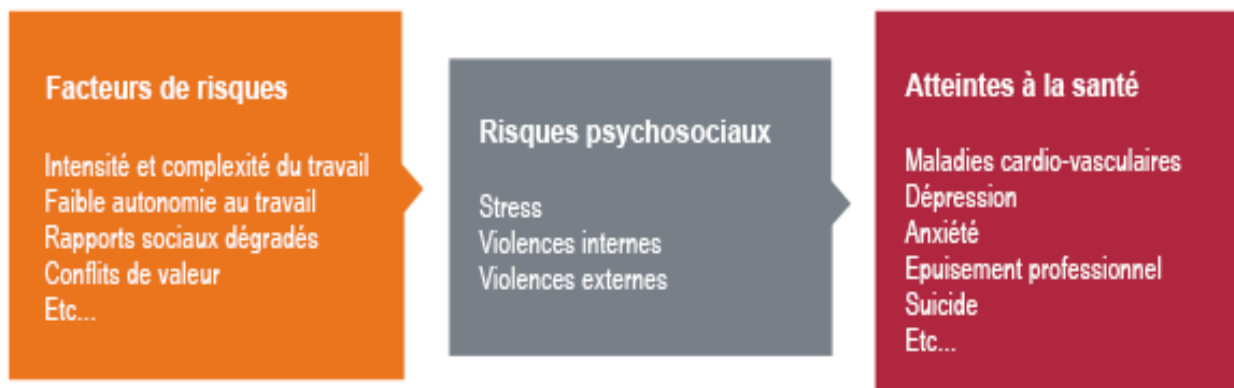 Facteurs de risques
Intensité et complexité du travail
Faible autonomie au travail
Rapports sociaux dégradés
Conflits de valeur
Etc...
Risques psychosociaux
Stress
Violences internes
Violences externes
Atteintes à la santé
Maladies cardio-vasculaires
Dépression
Anxiété
Epuisement professionnel
Suicide
Etc...